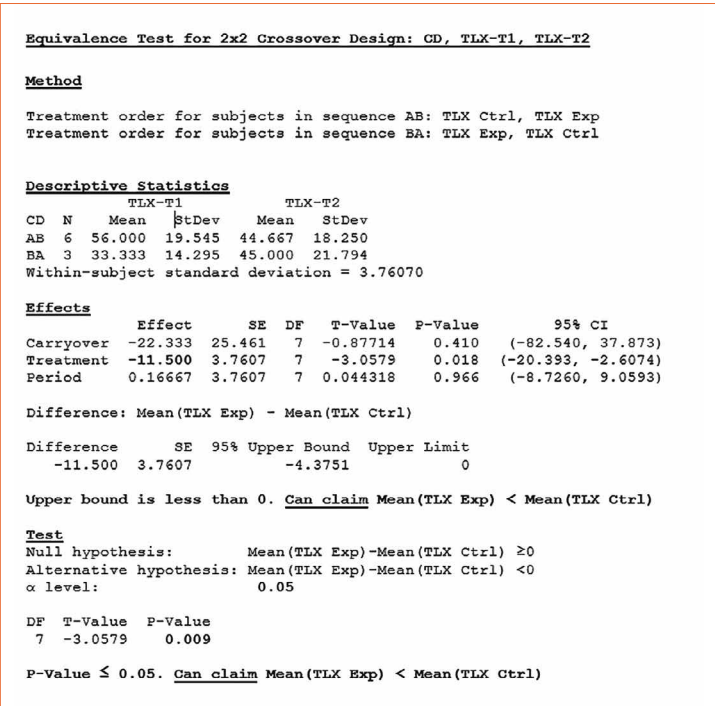 Equivalence Test for 2x2 Crossover Design: CD, TLX-T1, TLX-T2
Method
Treatment order for subjects in sequence AB: TLX Ctrl, TLX Exp
Treatment order for subjects in sequence BA: TLX Exp, TLX Ctrl
Descriptive Statistics
TLX-T1 TLX-T2
CD N Mean StDev Mean StDev
AB 6 56.000 19.545 44.667 18.250
BA 3 33.333 14.295 45.000 21.794
Within-subject standard deviation = 3.76070
Effects
Effect SE DF T-Value P-Value 95% CI
Carryover -22.333 25.461 7 -0.87714 0.410 (-82.540, 37.873)
Treatment -11.500 3.7607 7 -3.0579 0.018 (-20.393, -2.6074)
Period 0.16667 3.7607 7 0.044318 0.966 (-8.7260, 9.0593)
Difference: Mean(TLX Exp) - Mean(TLX Ctrl)
Difference SE 95% Upper Bound Upper Limit
-11.500 3.7607 -4.3751 0
Upper bound is less than 0. Can claim Mean(TLX Exp) < Mean(TLX Ctrl)
Test
Null hypothesis: Mean(TLX Exp)-Mean(TLX Ctrl) ≥0
Alternative hypothesis: Mean(TLX Exp)-Mean(TLX Ctrl) <0
α level: 0.05
DF T-Value P-Value
7 -3.0579 0.009
P-Value ≤ 0.05. Can claim Mean(TLX Exp) < Mean(TLX Ctrl)